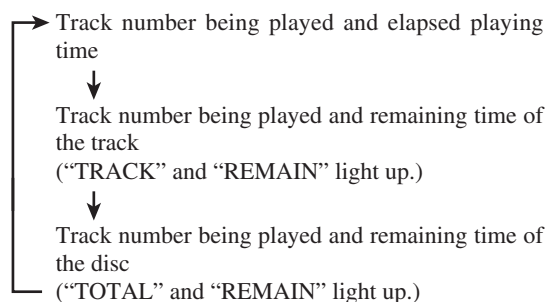 Track number being played and elapsed playing
time
Track number being played and remaining time of
the track
(“TRACK” and “REMAIN” light up.)
Track number being played and remaining time of
the disc
(“TOTAL” and “REMAIN” light up.)